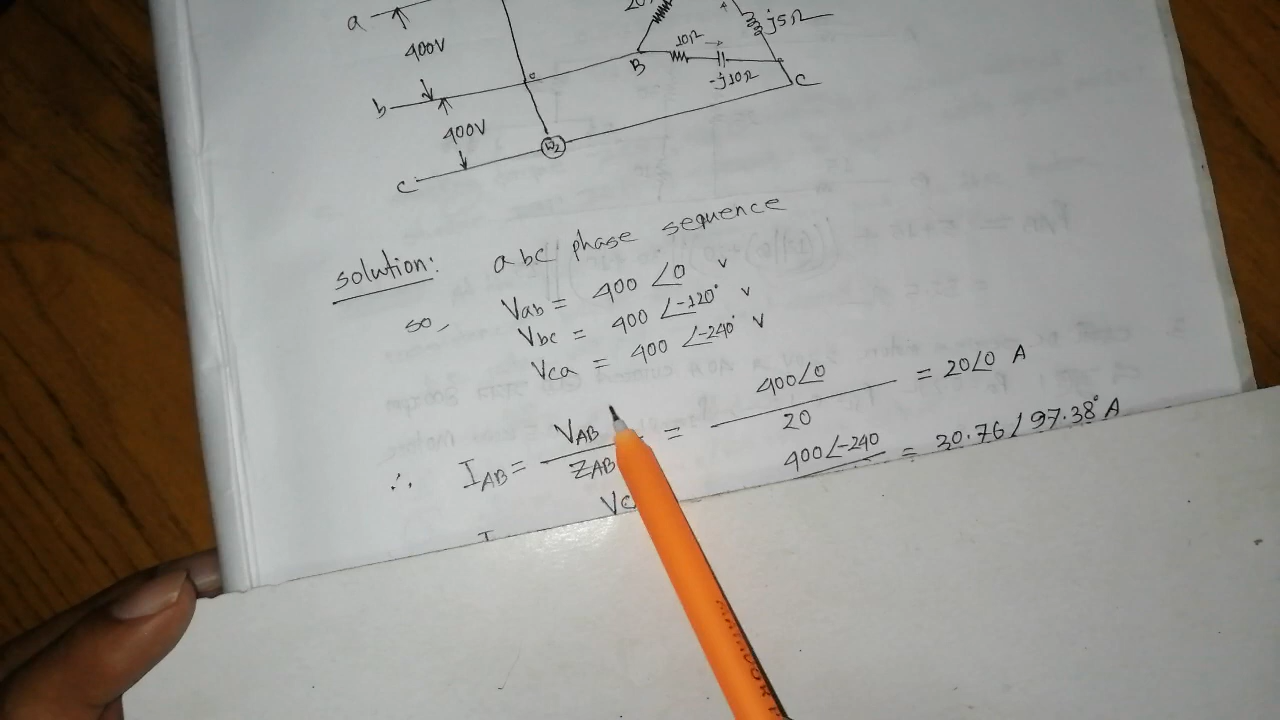 a
400V
b
400V
c
W2
B
10Ω
-j10Ω
j5Ω
C
solution: abc phase sequence
so, Vab = 400 ∠0 v
Vbc = 400 ∠-120° v
Vca = 400 ∠-240° v
∴ IAB = VAB / ZAB = 400∠0 / 20 = 20∠0 A
400∠-240 = 30.76∠97.38° A